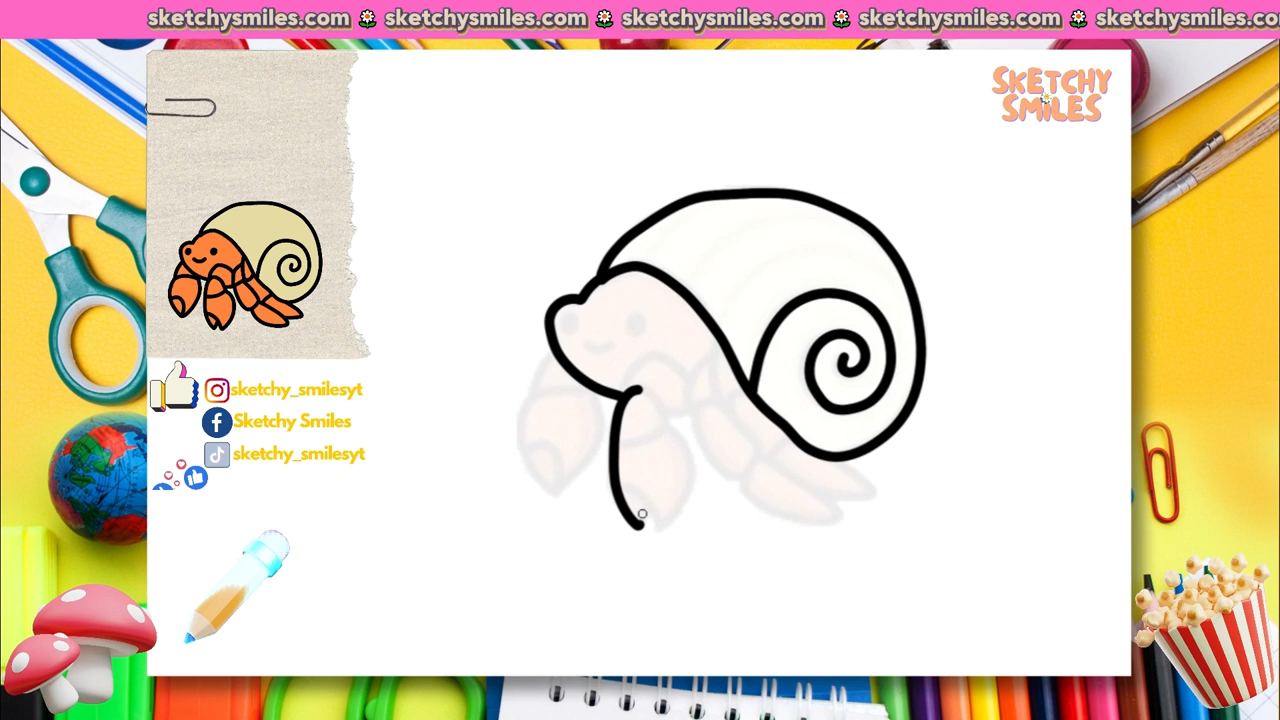 sketchysmiles.com sketchysmiles.com sketchysmiles.com sketchysmiles.com sketchysmiles.co
SKETCHY
SMILES
sketchy_smilesyt
Sketchy Smiles
sketchy_smilesyt